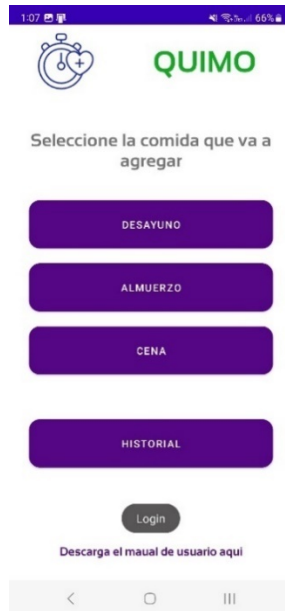 1:07 66%
QUIMO
Seleccione la comida que va a
agregar
DESAYUNO
ALMUERZO
CENA
HISTORIAL
Login
Descarga el maual de usuario aqui